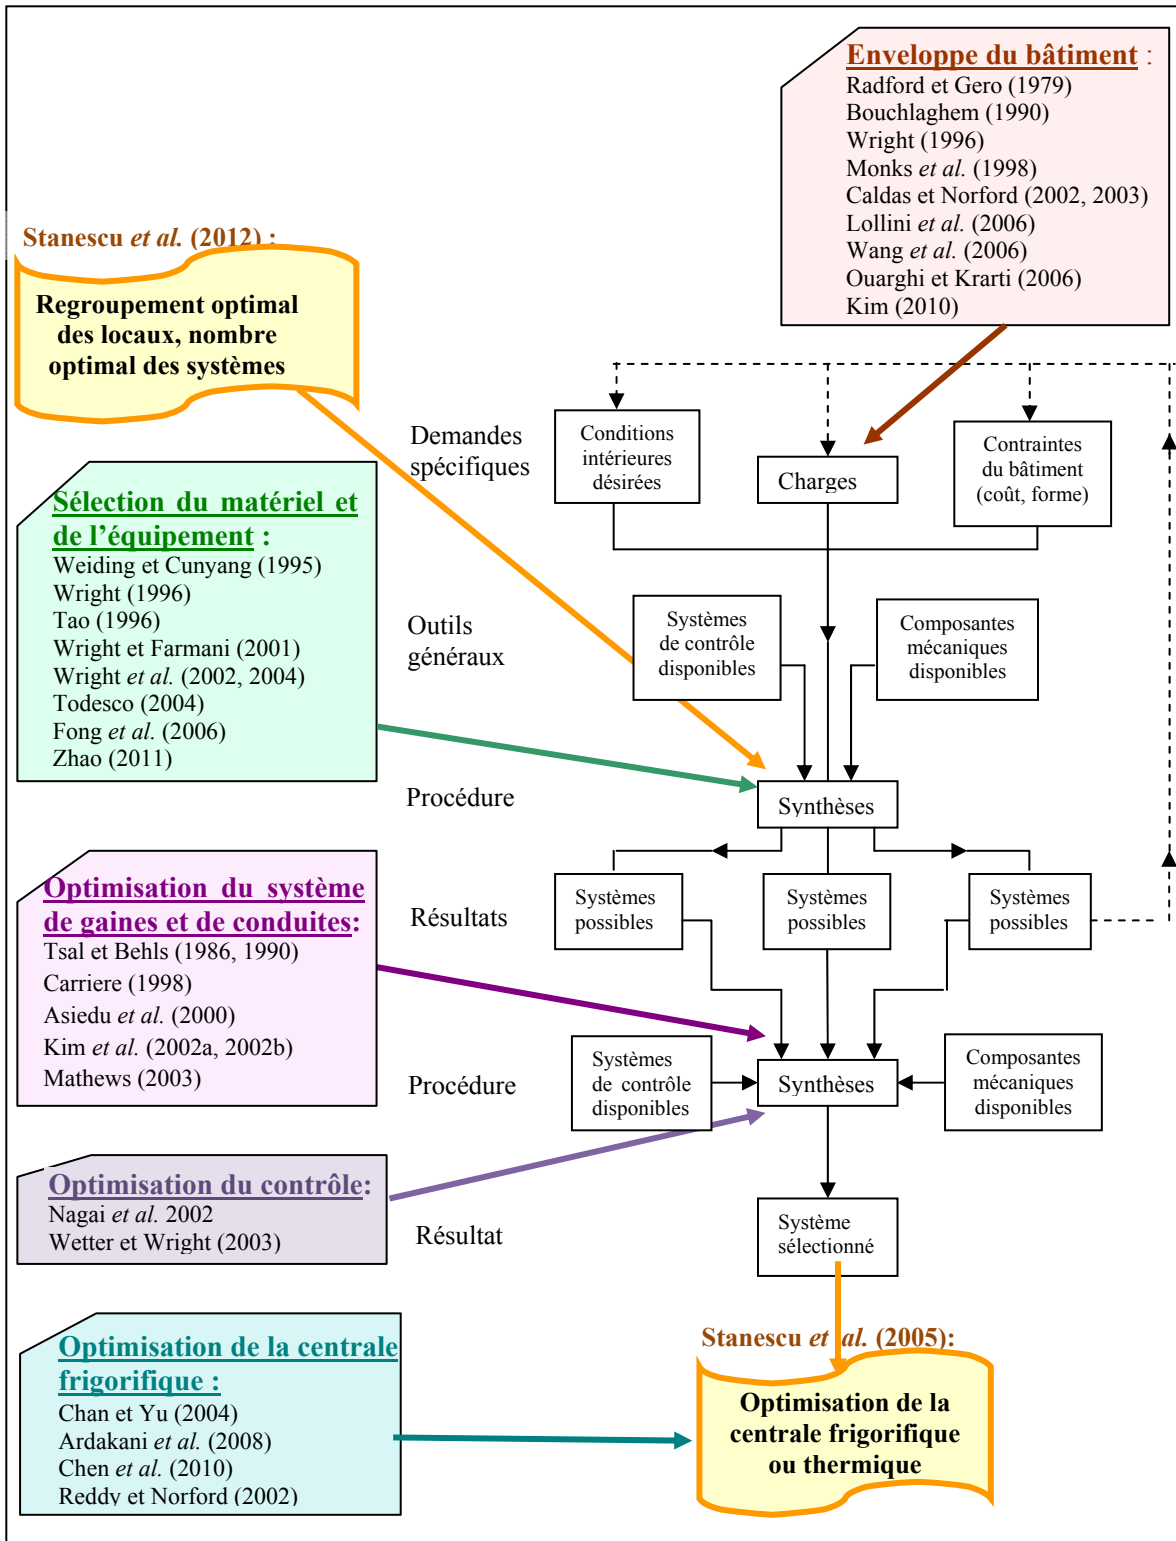 Enveloppe du bâtiment :
Radford et Gero (1979)
Bouchlaghem (1990)
Wright (1996)
Monks et al. (1998)
Caldas et Norford (2002, 2003)
Lollini et al. (2006)
Wang et al. (2006)
Ouarghi et Krarti (2006)
Kim (2010)
Stanescu et al. (2012) :
Regroupement optimal
des locaux, nombre
optimal des systèmes
Demandes
spécifiques
Conditions
intérieures
désirées
Charges
Contraintes
du bâtiment
(coût, forme)
Sélection du matériel et
de l’équipement :
Weiding et Cunyang (1995)
Wright (1996)
Tao (1996)
Wright et Farmani (2001)
Wright et al. (2002, 2004)
Todesco (2004)
Fong et al. (2006)
Zhao (2011)
Outils
généraux
Systèmes
de contrôle
disponibles
Composantes
mécaniques
disponibles
Procédure
Synthèses
Optimisation du système
de gaines et de conduites:
Tsal et Behls (1986, 1990)
Carriere (1998)
Asiedu et al. (2000)
Kim et al. (2002a, 2002b)
Mathews (2003)
Résultats
Systèmes
possibles
Systèmes
possibles
Systèmes
possibles
Procédure
Systèmes
de contrôle
disponibles
Synthèses
Composantes
mécaniques
disponibles
Optimisation du contrôle:
Nagai et al. 2002
Wetter et Wright (2003)
Résultat
Système
sélectionné
Optimisation de la centrale
frigorifique :
Chan et Yu (2004)
Ardakani et al. (2008)
Chen et al. (2010)
Reddy et Norford (2002)
Stanescu et al. (2005):
Optimisation de la
centrale frigorifique
ou thermique